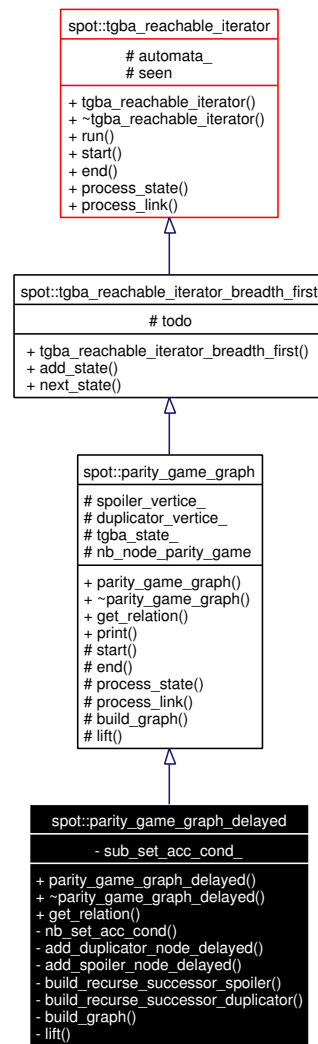 spot::tgba_reachable_iterator
# automata_
# seen
+ tgba_reachable_iterator()
+ ~tgba_reachable_iterator()
+ run()
+ start()
+ end()
+ process_state()
+ process_link()
spot::tgba_reachable_iterator_breadth_first
# todo
+ tgba_reachable_iterator_breadth_first()
+ add_state()
+ next_state()
spot::parity_game_graph
# spoiler_vertice_
# duplicator_vertice_
# tgba_state_
# nb_node_parity_game
+ parity_game_graph()
+ ~parity_game_graph()
+ get_relation()
+ print()
# start()
# end()
# process_state()
# process_link()
# build_graph()
# lift()
spot::parity_game_graph_delayed
- sub_set_acc_cond_
+ parity_game_graph_delayed()
+ ~parity_game_graph_delayed()
+ get_relation()
- nb_set_acc_cond()
- add_duplicator_node_delayed()
- add_spoiler_node_delayed()
- build_recurse_successor_spoiler()
- build_recurse_successor_duplicator()
- build_graph()
- lift()